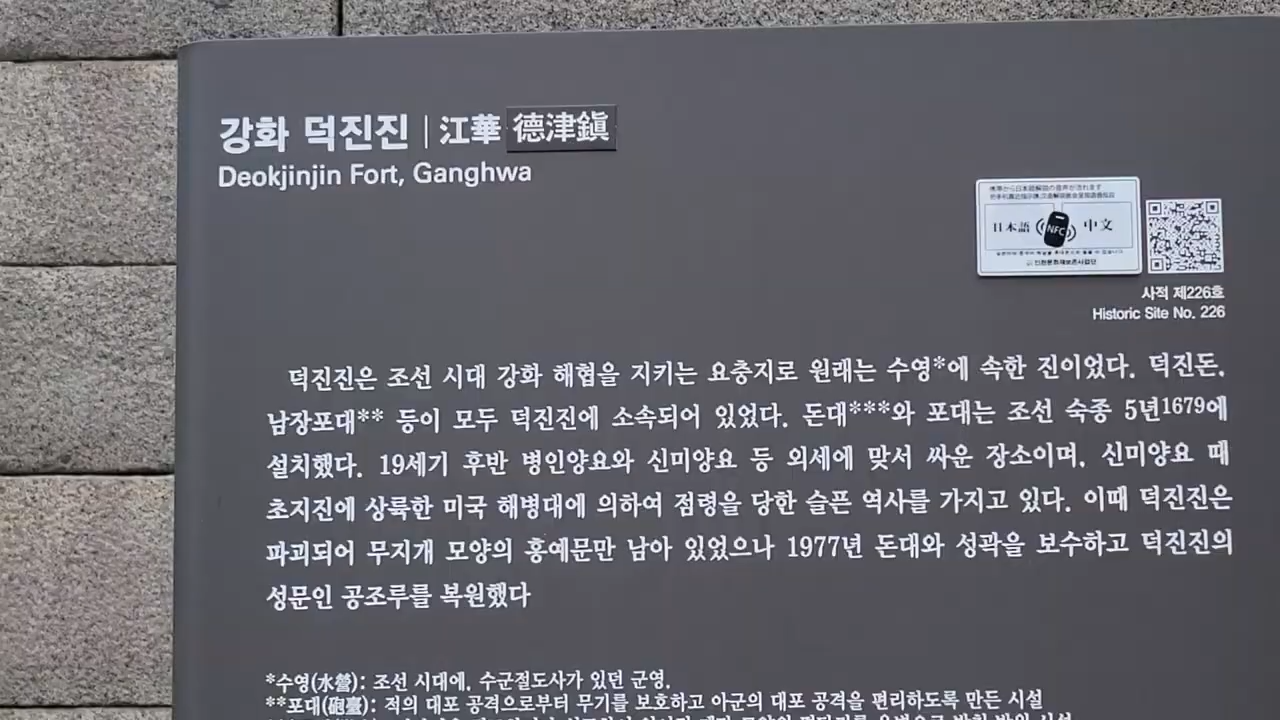 강화 덕진진 | 江華 德津鎭
Deokjinjin Fort, Ganghwa
日本語 NFC 中文
사적 제226호
Historic Site No. 226
덕진진은 조선 시대 강화 해협을 지키는 요충지로 원래는 수영*에 속한 진이었다. 덕진돈,
남장포대** 등이 모두 덕진진에 소속되어 있었다. 돈대***와 포대는 조선 숙종 5년1679에
설치했다. 19세기 후반 병인양요와 신미양요 등 외세에 맞서 싸운 장소이며, 신미양요 때
초지진에 상륙한 미국 해병대에 의하여 점령을 당한 슬픈 역사를 가지고 있다. 이때 덕진진은
파괴되어 무지개 모양의 홍예문만 남아 있었으나 1977년 돈대와 성곽을 보수하고 덕진진의
성문인 공조루를 복원했다
*수영(水營): 조선 시대에, 수군절도사가 있던 군영.
**포대(砲臺): 적의 대포 공격으로부터 무기를 보호하고 아군의 대포 공격을 편리하도록 만든 시설